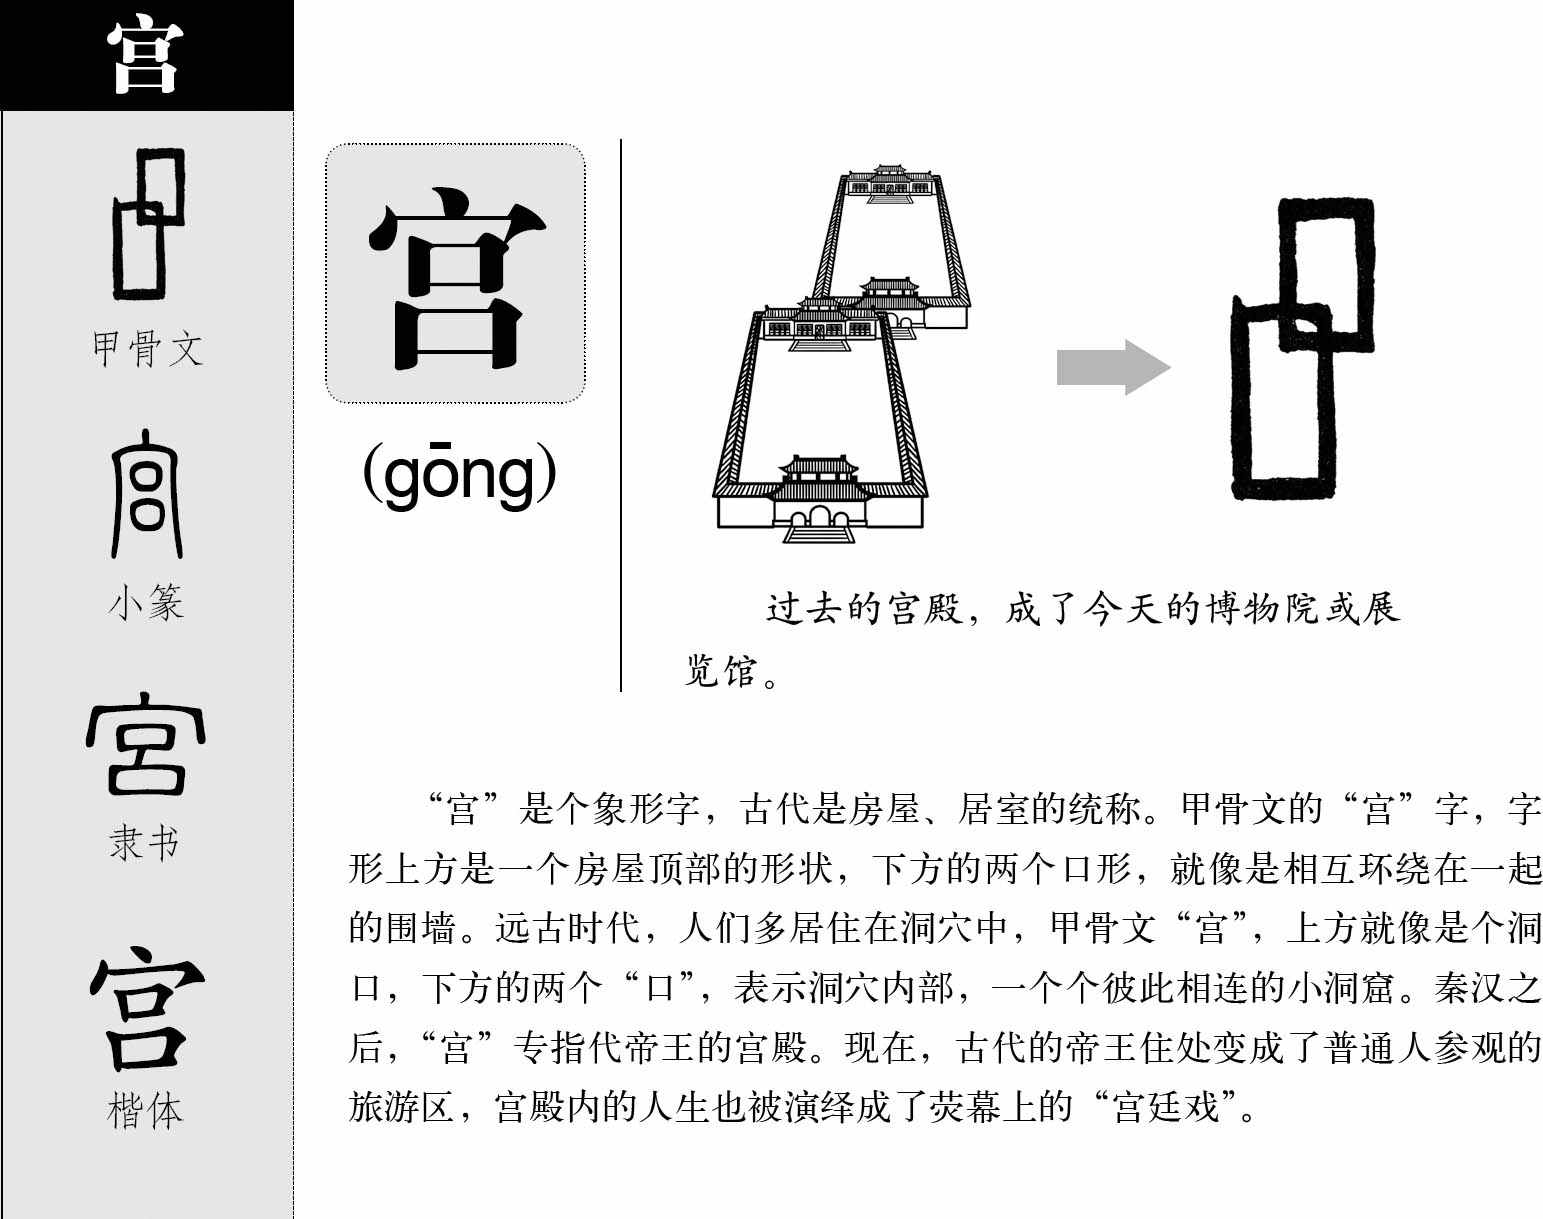 宫
甲骨文
小篆
隶书
楷体
宫
(gōng)
过去的宫殿，成了今天的博物院或展
览馆。
“宫”是个象形字，古代是房屋、居室的统称。甲骨文的“宫”字，字
形上方是一个房屋顶部的形状，下方的两个口形，就像是相互环绕在一起
的围墙。远古时代，人们多居住在洞穴中，甲骨文“宫”，上方就像是个洞
口，下方的两个“口”，表示洞穴内部，一个个彼此相连的小洞窟。秦汉之
后，“宫”专指代帝王的宫殿。现在，古代的帝王住处变成了普通人参观的
旅游区，宫殿内的人生也被演绎成了荧幕上的“宫廷戏”。